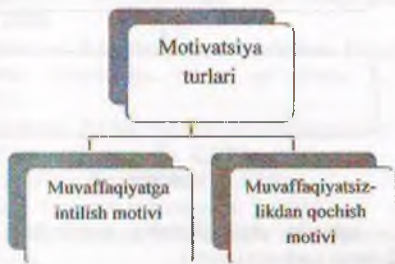 Motivatsiya
turlari
Muvaffaqiyatga
intilish motivi
Muvaffaqiyatsiz-
likdan qochish
motivi